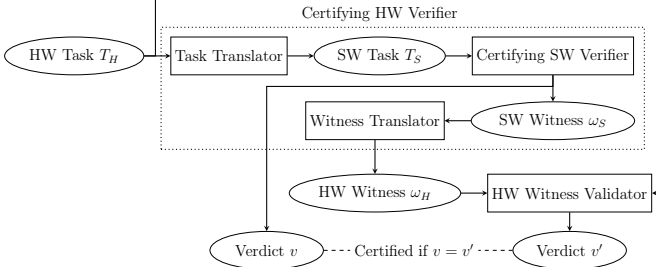 Certifying HW Verifier
HW Task T_H
Task Translator
SW Task T_S
Certifying SW Verifier
Witness Translator
SW Witness ω_S
HW Witness ω_H
HW Witness Validator
Verdict v
Certified if v = v′
Verdict v′